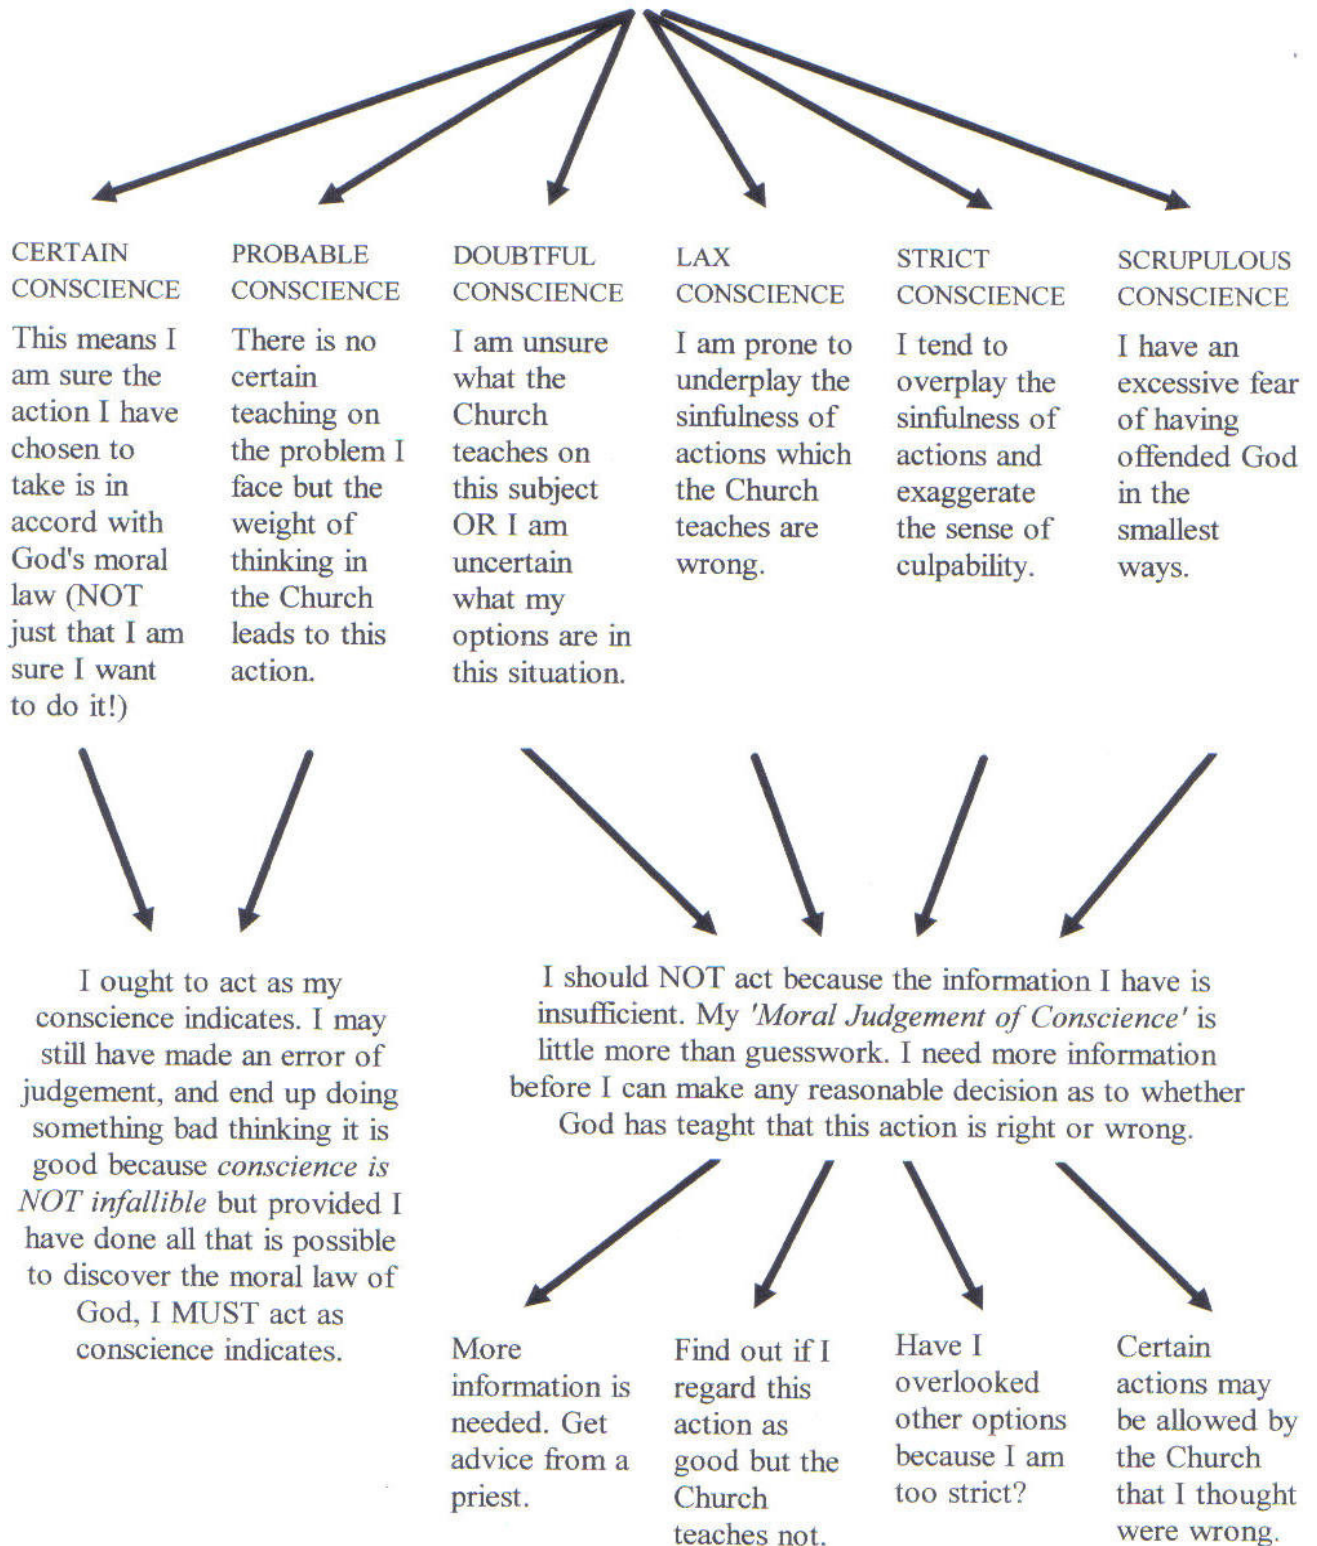 CERTAIN
CONSCIENCE
This means I
am sure the
action I have
chosen to
take is in
accord with
God's moral
law (NOT
just that I am
sure I want
to do it!)
PROBABLE
CONSCIENCE
There is no
certain
teaching on
the problem I
face but the
weight of
thinking in
the Church
leads to this
action.
DOUBTFUL
CONSCIENCE
I am unsure
what the
Church
teaches on
this subject
OR I am
uncertain
what my
options are in
this situation.
LAX
CONSCIENCE
I am prone to
underplay the
sinfulness of
actions which
the Church
teaches are
wrong.
STRICT
CONSCIENCE
I tend to
overplay the
sinfulness of
actions and
exaggerate
the sense of
culpability.
SCRUPULOUS
CONSCIENCE
I have an
excessive fear
of having
offended God
in the
smallest
ways.
I ought to act as my
conscience indicates. I may
still have made an error of
judgement, and end up doing
something bad thinking it is
good because conscience is
NOT infallible but provided I
have done all that is possible
to discover the moral law of
God, I MUST act as
conscience indicates.
I should NOT act because the information I have is
insufficient. My 'Moral Judgement of Conscience' is
little more than guesswork. I need more information
before I can make any reasonable decision as to whether
God has teaght that this action is right or wrong.
More
information is
needed. Get
advice from a
priest.
Find out if I
regard this
action as
good but the
Church
teaches not.
Have I
overlooked
other options
because I am
too strict?
Certain
actions may
be allowed by
the Church
that I thought
were wrong.